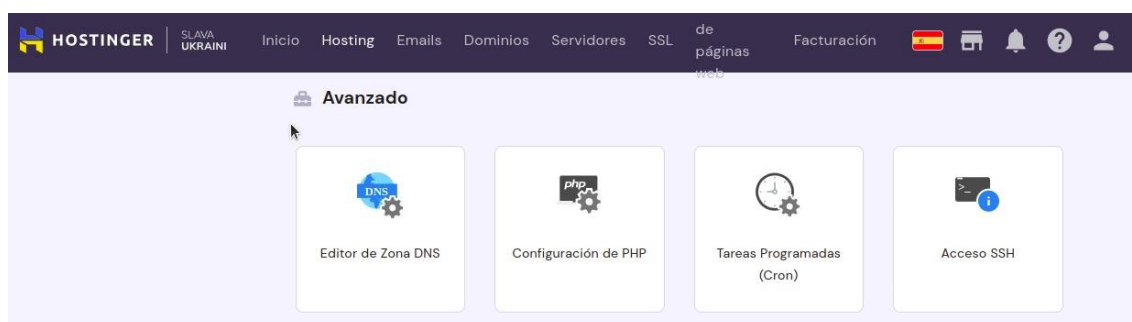 HOSTINGER
SLAVA
UKRAINI
Inicio Hosting Emails Dominios Servidores SSL
de
páginas
web
Facturación
Avanzado
DNS
php
>_
i
Editor de Zona DNS
Configuración de PHP
Tareas Programadas
(Cron)
Acceso SSH